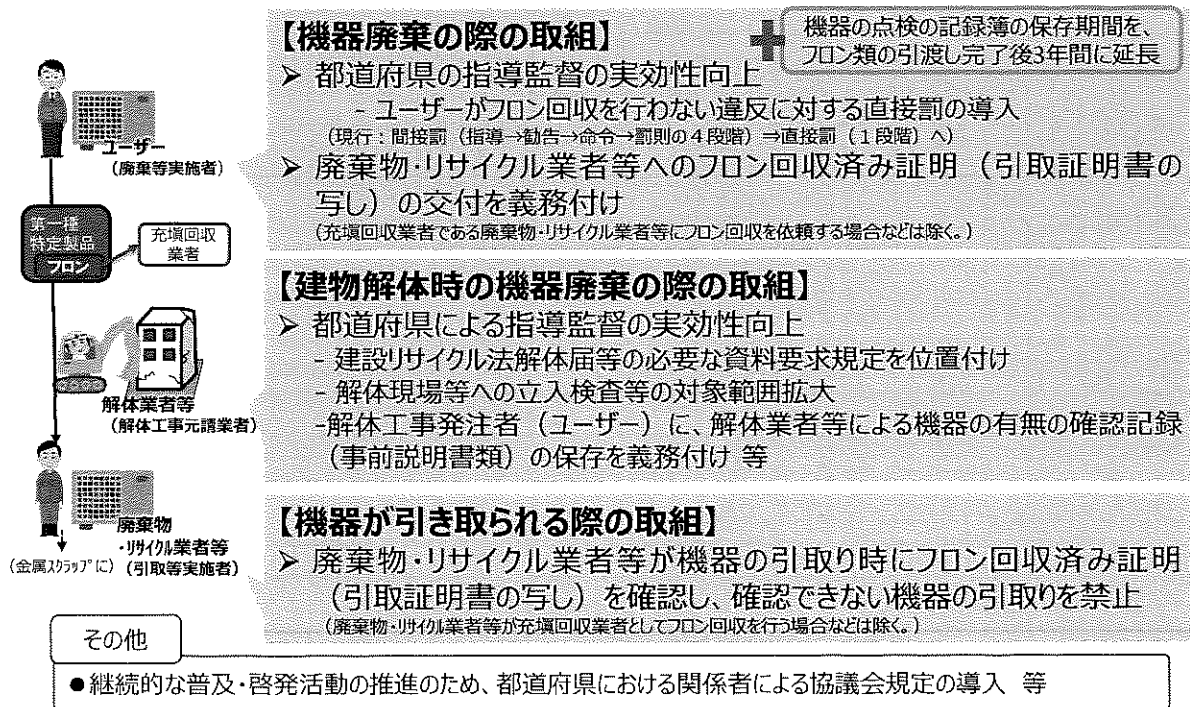 【機器廃棄の際の取組】
機器の点検の記録簿の保存期間を、
フロン類の引渡し完了後3年間に延長
➢ 都道府県の指導監督の実効性向上
- ユーザーがフロン回収を行わない違反に対する直接罰の導入
(現行：間接罰（指導→勧告→命令→罰則の４段階）⇒直接罰（１段階）へ)
➢ 廃棄物・リサイクル業者等へのフロン回収済み証明（引取証明書の
写し）の交付を義務付け
(充塡回収業者である廃棄物・リサイクル業者等にフロン回収を依頼する場合などは除く。)
ユーザー
(廃棄等実施者)
第一種
特定製品
フロン
充塡回収
業者
【建物解体時の機器廃棄の際の取組】
➢ 都道府県による指導監督の実効性向上
- 建設リサイクル法解体届等の必要な資料要求規定を位置付け
- 解体現場等への立入検査等の対象範囲拡大
-解体工事発注者（ユーザー）に、解体業者等による機器の有無の確認記録
（事前説明書類）の保存を義務付け 等
解体業者等
(解体工事元請業者)
【機器が引き取られる際の取組】
➢ 廃棄物・リサイクル業者等が機器の引取り時にフロン回収済み証明
（引取証明書の写し）を確認し、確認できない機器の引取りを禁止
(廃棄物・リサイクル業者等が充塡回収業者としてフロン回収を行う場合などは除く。)
廃棄物
・リサイクル業者等
(引取等実施者)
(金属スクラップに)
その他
●継続的な普及・啓発活動の推進のため、都道府県における関係者による協議会規定の導入 等